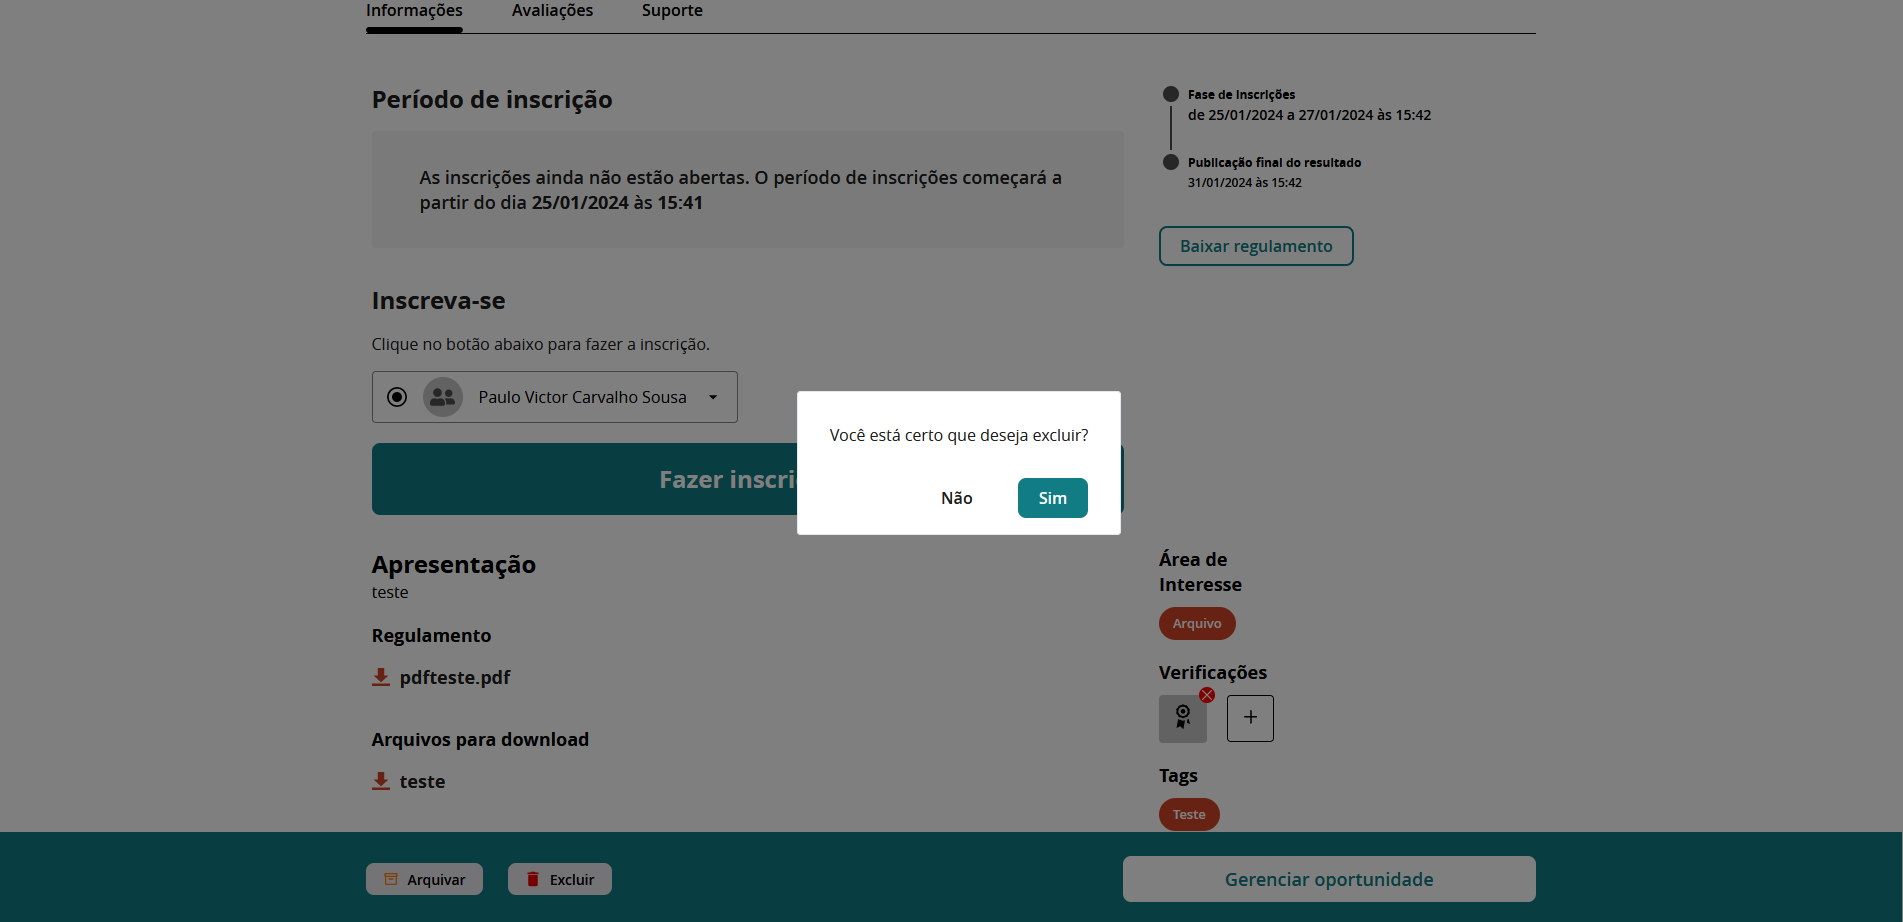 Informações
Avaliações
Suporte
Período de inscrição
As inscrições ainda não estão abertas. O período de inscrições começará a
partir do dia 25/01/2024 às 15:41
Fase de inscrições
de 25/01/2024 a 27/01/2024 às 15:42
Publicação final do resultado
31/01/2024 às 15:42
Baixar regulamento
Inscreva-se
Clique no botão abaixo para fazer a inscrição.
Paulo Victor Carvalho Sousa
Fazer
Você está certo que deseja excluir?
Não
Sim
Apresentação
teste
Regulamento
pdfteste.pdf
Arquivos para download
teste
Área de
Interesse
Arquivo
Verificações
Tags
Teste
Arquivar
Excluir
Gerenciar oportunidade